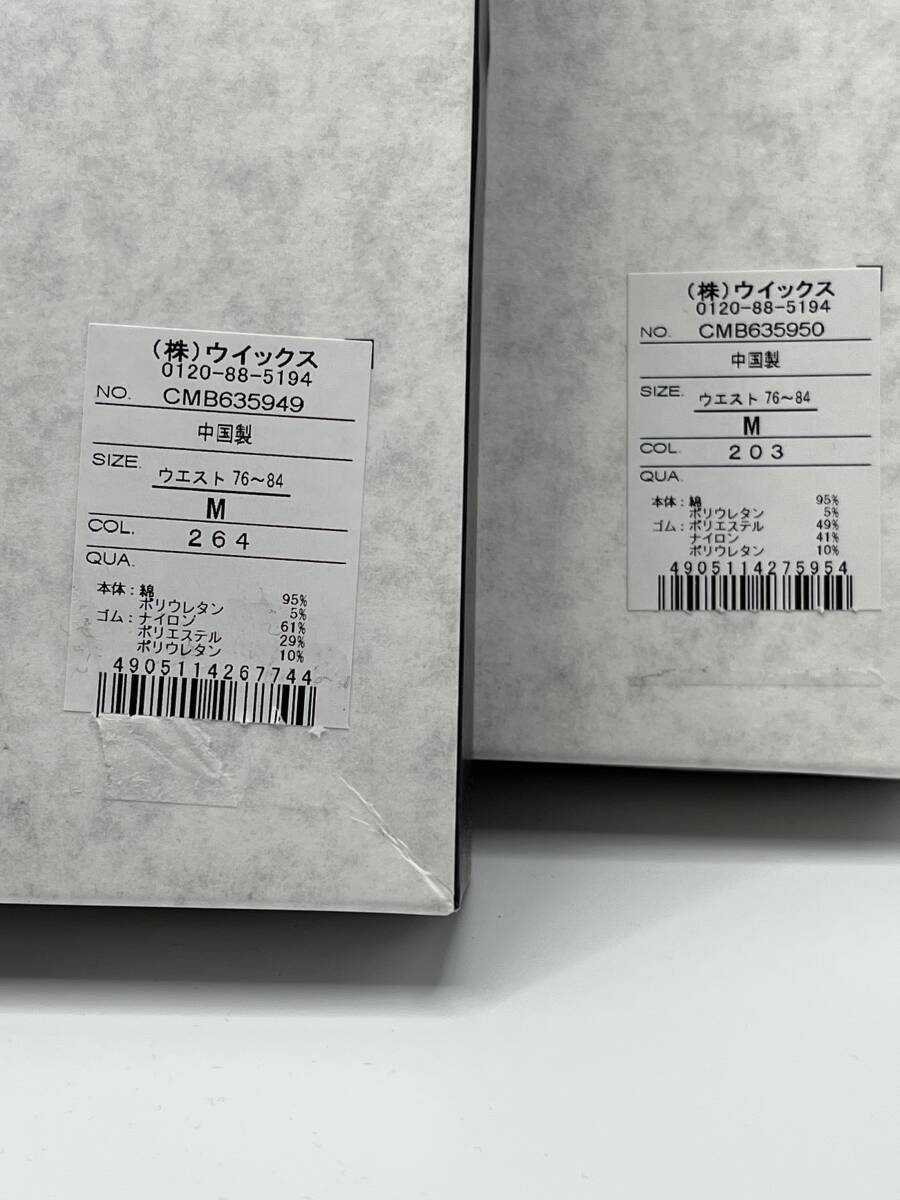 （株）ウイックス
0120-88-5194
NO. CMB635949
中国製
SIZE. ウエスト 76～84
M
COL. 264
QUA.
本体：綿 95%
ポリウレタン 5%
ゴム：ナイロン 61%
ポリエステル 29%
ポリウレタン 10%
4905114267744
（株）ウイックス
0120-88-5194
NO. CMB635950
中国製
SIZE. ウエスト 76～84
M
COL. 203
QUA.
本体：綿 95%
ポリウレタン 5%
ゴム：ポリエステル 49%
ナイロン 41%
ポリウレタン 10%
4905114275954